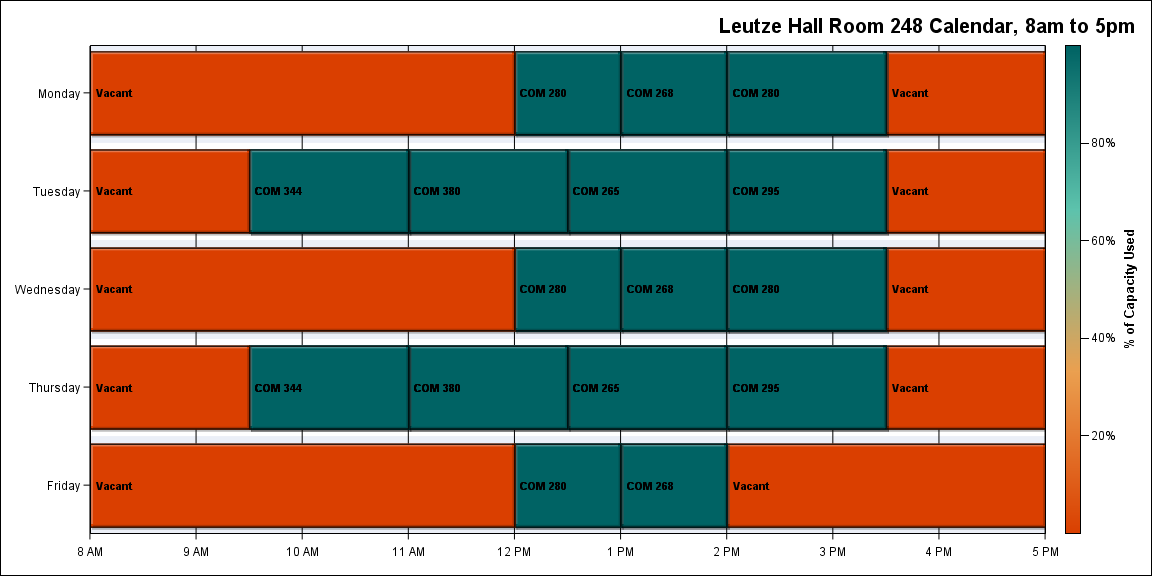 Leutze Hall Room 248 Calendar, 8am to 5pm
Monday
Vacant
COM 280
COM 268
COM 280
Vacant
Tuesday
Vacant
COM 344
COM 380
COM 265
COM 295
Vacant
Wednesday
Vacant
COM 280
COM 268
COM 280
Vacant
Thursday
Vacant
COM 344
COM 380
COM 265
COM 295
Vacant
Friday
Vacant
COM 280
COM 268
Vacant
8 AM
9 AM
10 AM
11 AM
12 PM
1 PM
2 PM
3 PM
4 PM
5 PM
80%
60%
40%
20%
% of Capacity Used